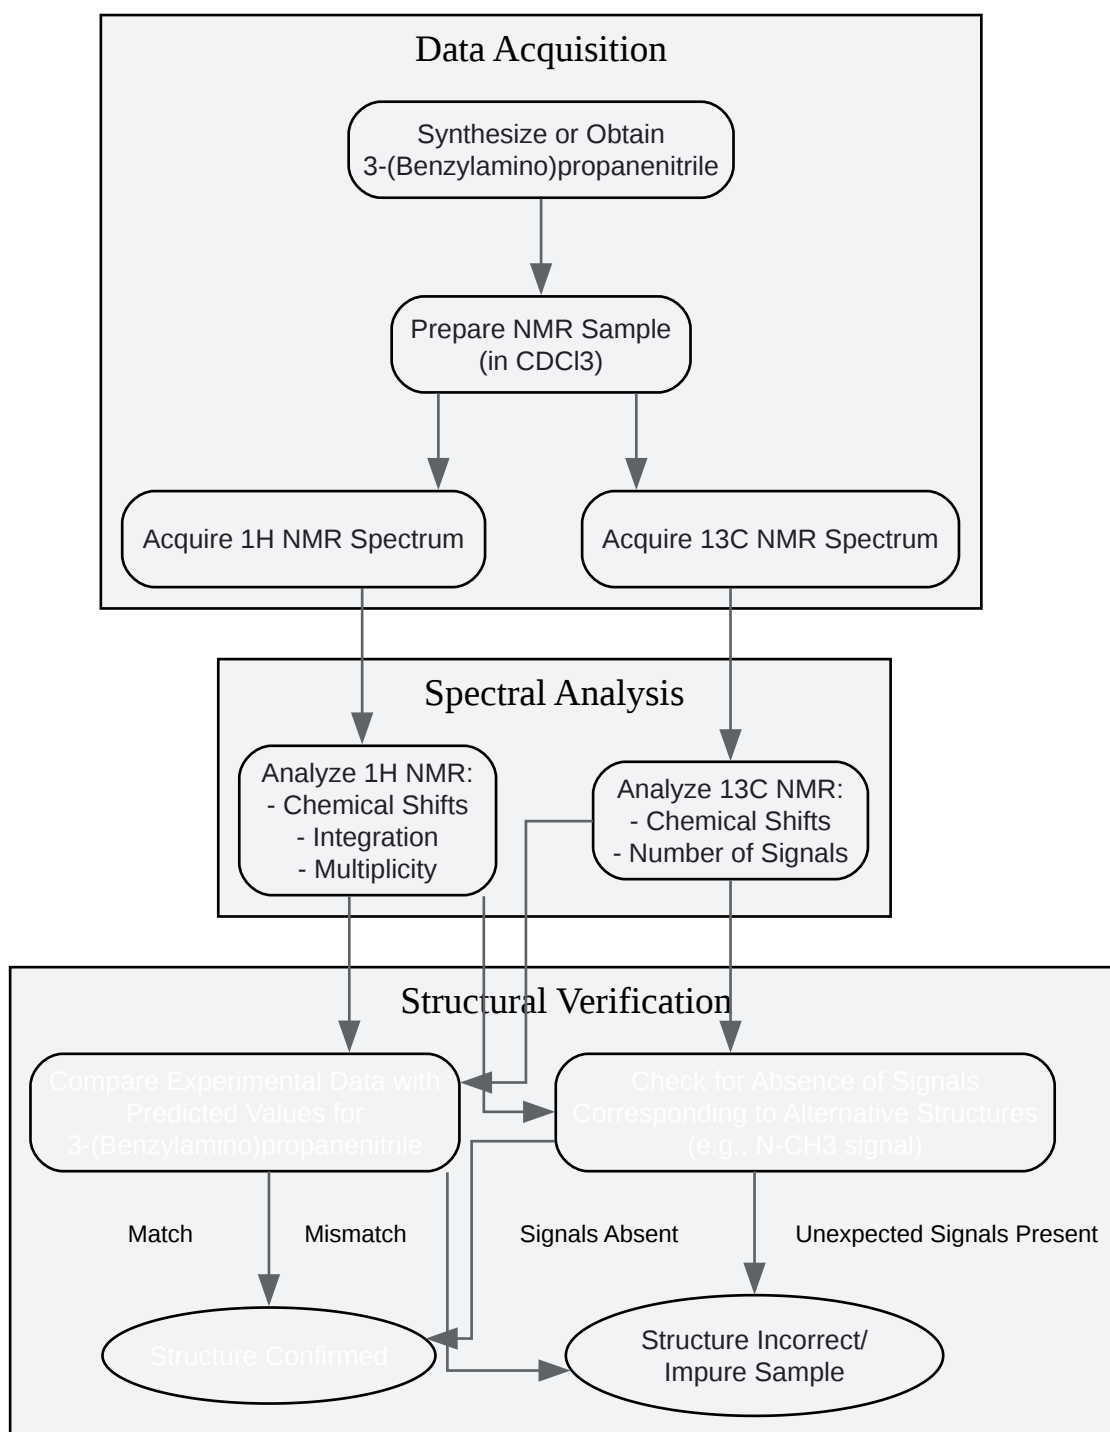 Data Acquisition
Synthesize or Obtain
3-(Benzylamino)propanenitrile
Prepare NMR Sample
(in CDCl3)
Acquire 1H NMR Spectrum
Acquire 13C NMR Spectrum
Spectral Analysis
Analyze 1H NMR:
- Chemical Shifts
- Integration
- Multiplicity
Analyze 13C NMR:
- Chemical Shifts
- Number of Signals
Structural Verification
Compare Experimental Data with
Predicted Values for
3-(Benzylamino)propanenitrile
Check for Absence of Signals
Corresponding to Alternative Structures
(e.g., N-CH3 signal)
Match
Mismatch
Signals Absent
Unexpected Signals Present
Structure Confirmed
Structure Incorrect/
Impure Sample